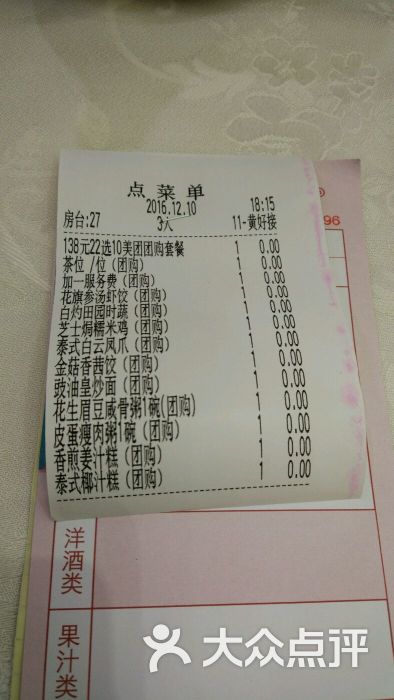 点菜单
2016.12.10 18:15
房台:27 3人 11-黄好接
138元22选10美团团购套餐 1 0.00
茶位 /位(团购) 1 0.00
加一服务费(团购) 1 0.00
花旗参汤虾饺(团购) 1 0.00
白灼田园时蔬(团购) 1 0.00
芝士焗糯米鸡(团购) 1 0.00
泰式白云凤爪(团购) 1 0.00
金菇香茜饺(团购) 1 0.00
豉油皇炒面(团购) 1 0.00
花生眉豆咸骨粥1碗(团购) 1 0.00
皮蛋瘦肉粥1碗(团购) 1 0.00
香煎姜汁糕(团购) 1 0.00
泰式椰汁糕(团购) 1 0.00
®
96
洋酒类
果汁类
大众点评